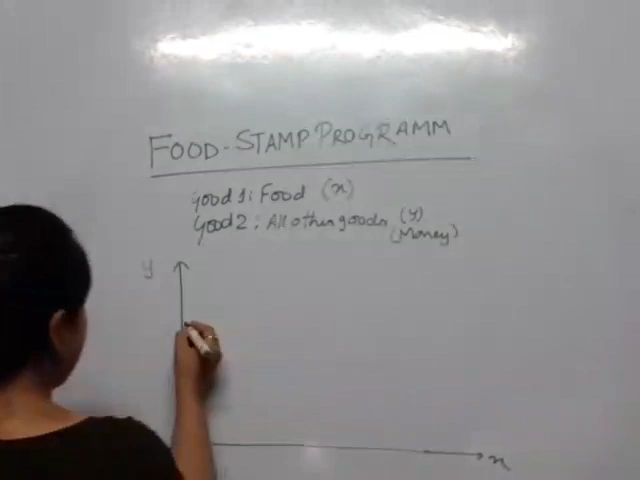 FOOD-STAMP PROGRAMM
Good 1: Food (x)
Good 2: All other goods (y)
(Money)
y
x